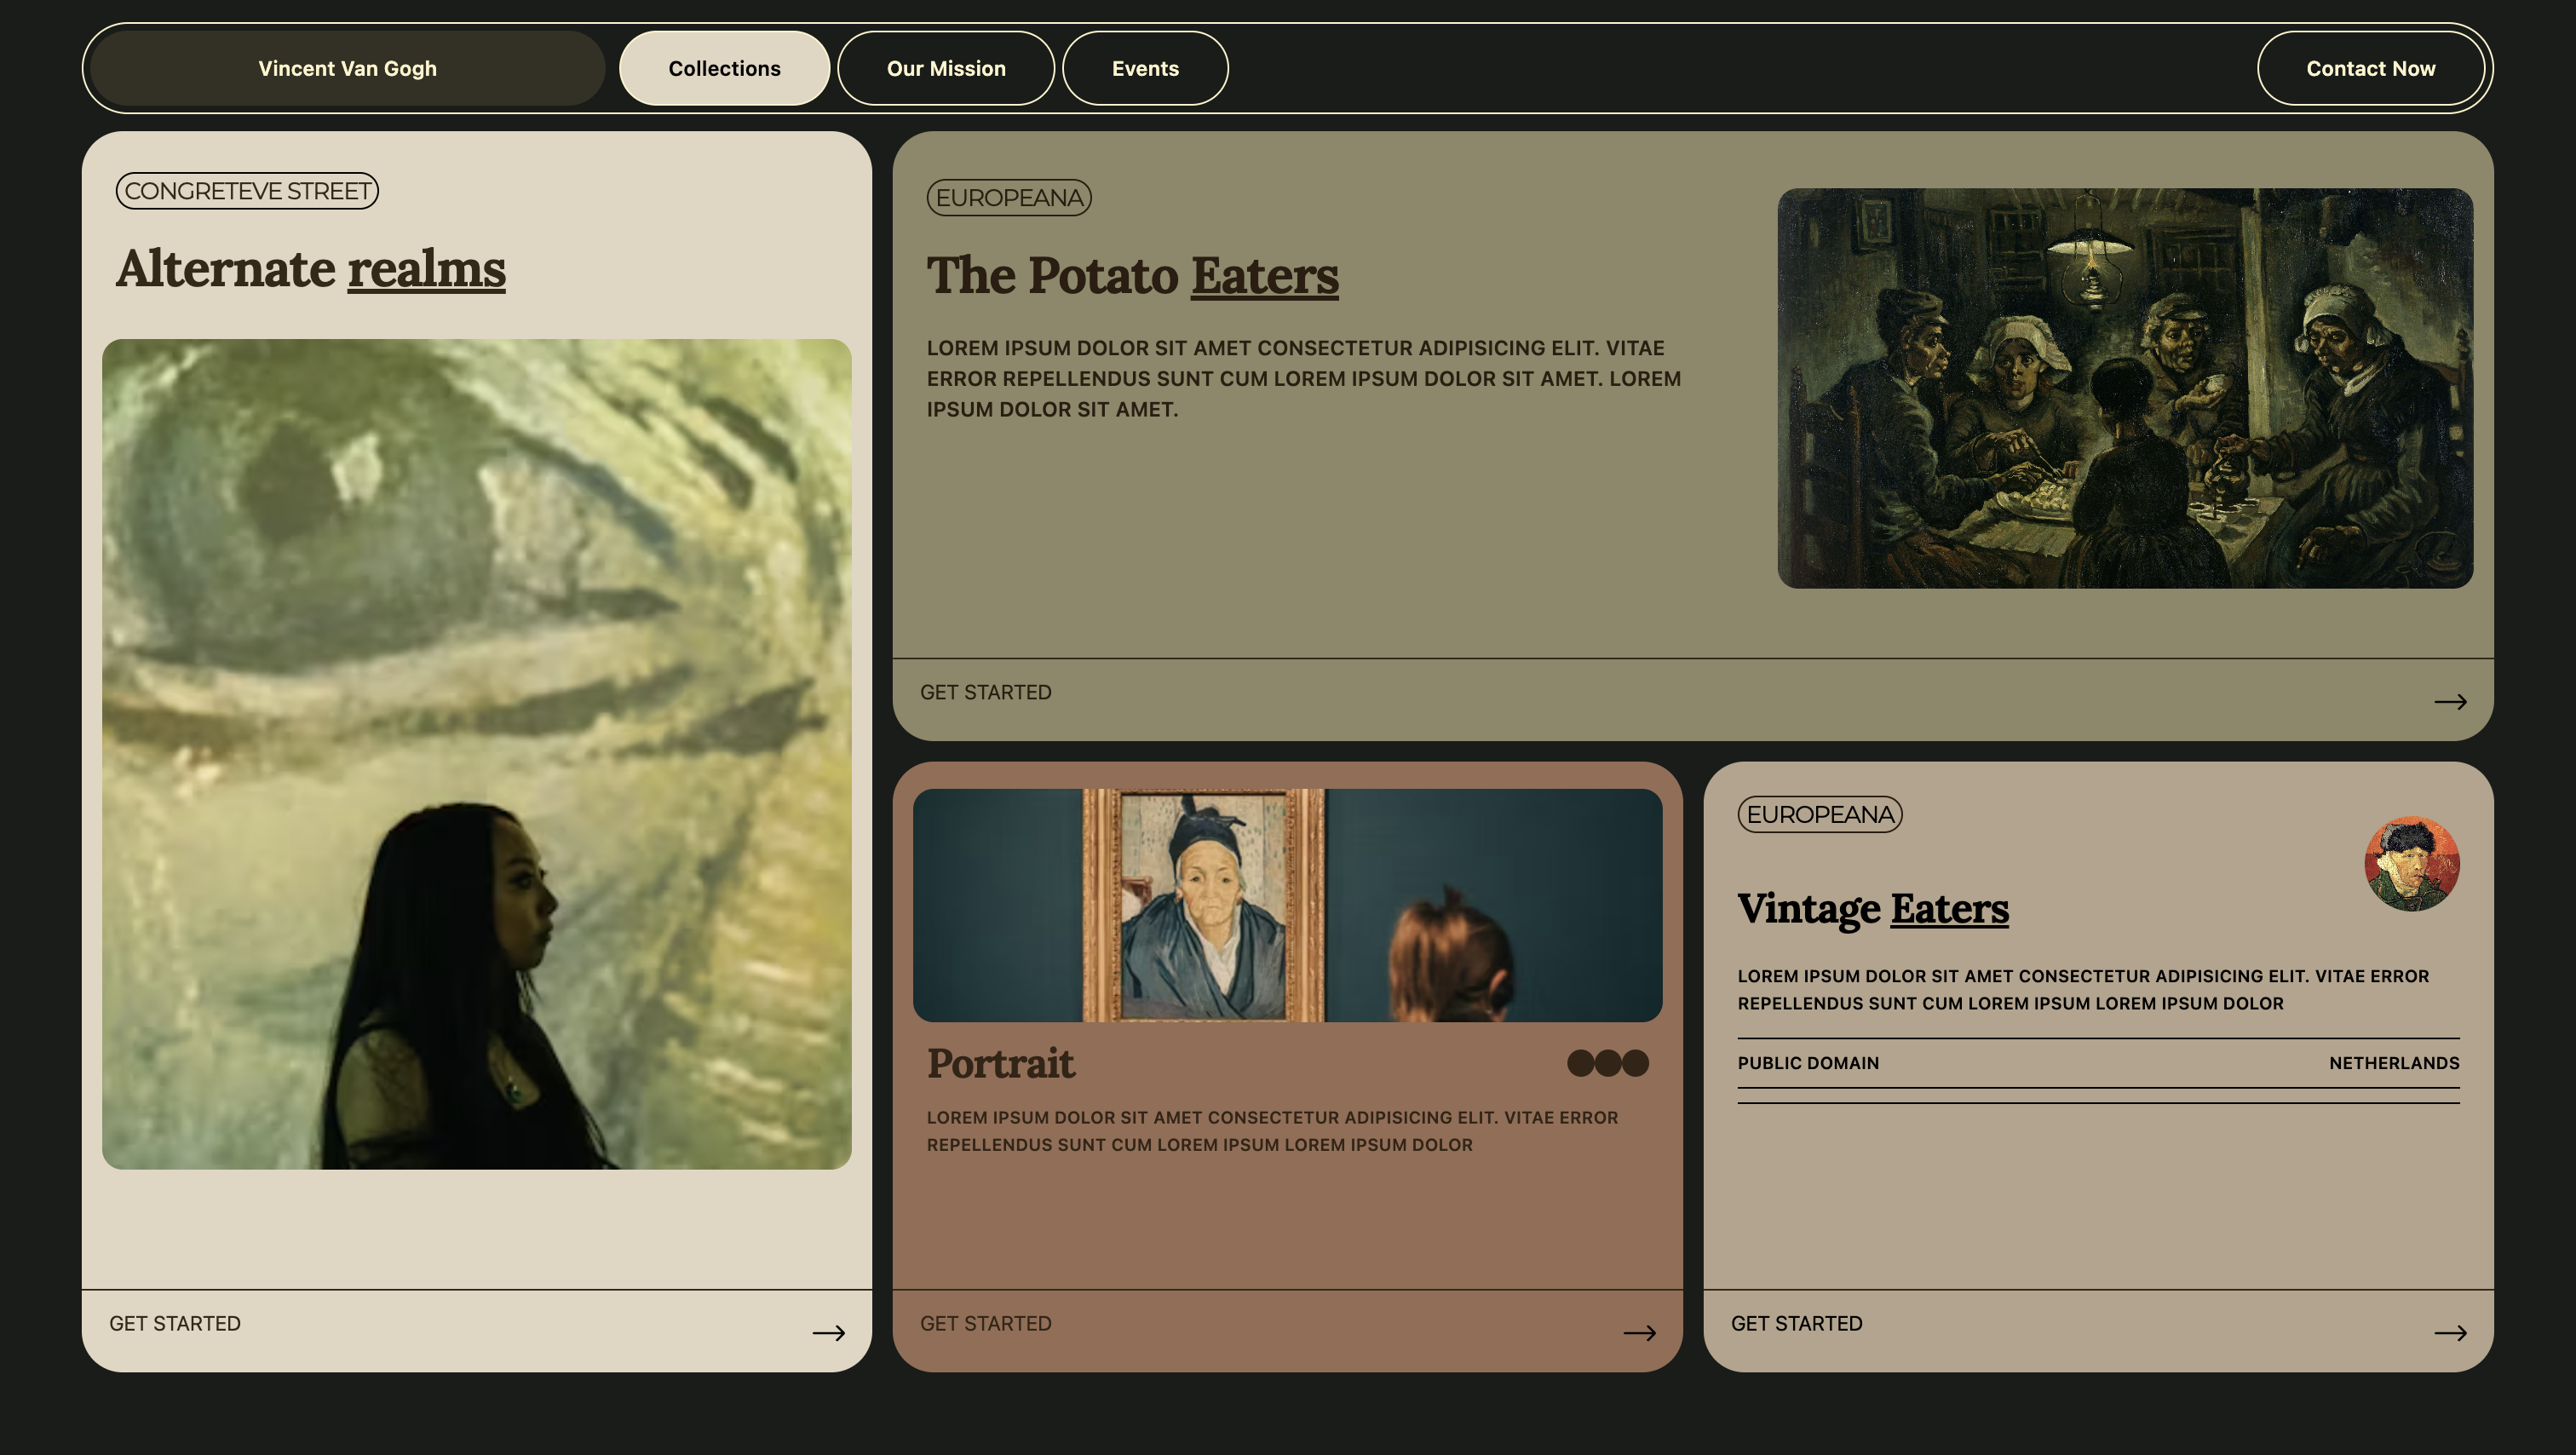 Vincent Van Gogh
Collections
Our Mission
Events
Contact Now
CONGRETEVE STREET
Alternate realms
GET STARTED
EUROPEANA
The Potato Eaters
LOREM IPSUM DOLOR SIT AMET CONSECTETUR ADIPISICING ELIT. VITAE
ERROR REPELLENDUS SUNT CUM LOREM IPSUM DOLOR SIT AMET. LOREM
IPSUM DOLOR SIT AMET.
GET STARTED
Portrait
LOREM IPSUM DOLOR SIT AMET CONSECTETUR ADIPISICING ELIT. VITAE ERROR
REPELLENDUS SUNT CUM LOREM IPSUM LOREM IPSUM DOLOR
GET STARTED
EUROPEANA
Vintage Eaters
LOREM IPSUM DOLOR SIT AMET CONSECTETUR ADIPISICING ELIT. VITAE ERROR
REPELLENDUS SUNT CUM LOREM IPSUM LOREM IPSUM DOLOR
PUBLIC DOMAIN
NETHERLANDS
GET STARTED